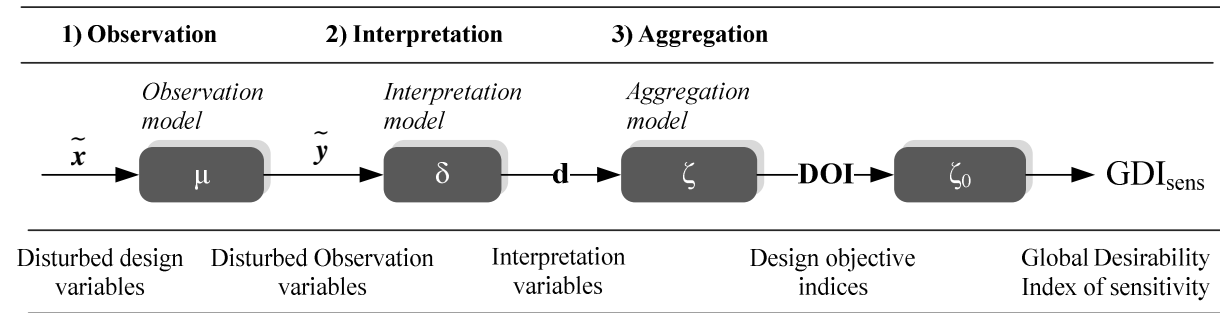 1) Observation 2) Interpretation 3) Aggregation
Observation model
Interpretation model
Aggregation model
x̃ μ ỹ δ d ζ DOI ζ₀ GDIsens
Disturbed design variables
Disturbed Observation variables
Interpretation variables
Design objective indices
Global Desirability Index of sensitivity